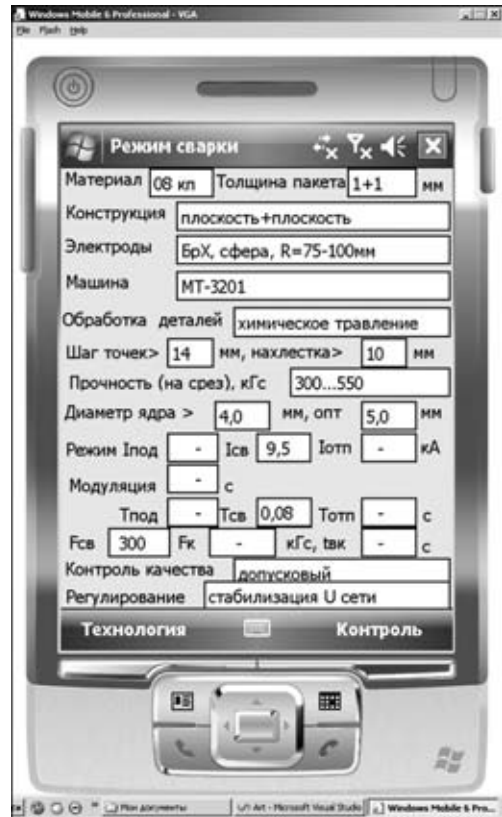 Windows Mobile 6 Professional - VGA
File Flash Help
Режим сварки
Материал 08 кп Толщина пакета 1+1 мм
Конструкция плоскость+плоскость
Электроды БрХ, сфера, R=75-100мм
Машина МТ-3201
Обработка деталей химическое травление
Шаг точек> 14 мм, нахлестка> 10 мм
Прочность (на срез), кГс 300...550
Диаметр ядра > 4,0 мм, опт 5,0 мм
Режим Iпод - Iсв 9,5 Iотп - кА
Модуляция - с
Тпод - Тсв 0,08 Тотп - с
Fсв 300 Fк - кГс, tвк - с
Контроль качества допусковый
Регулирование стабилизация U сети
Технология Контроль
Мои документы Art - Microsoft Visual Studio Windows Mobile 6 Pro...